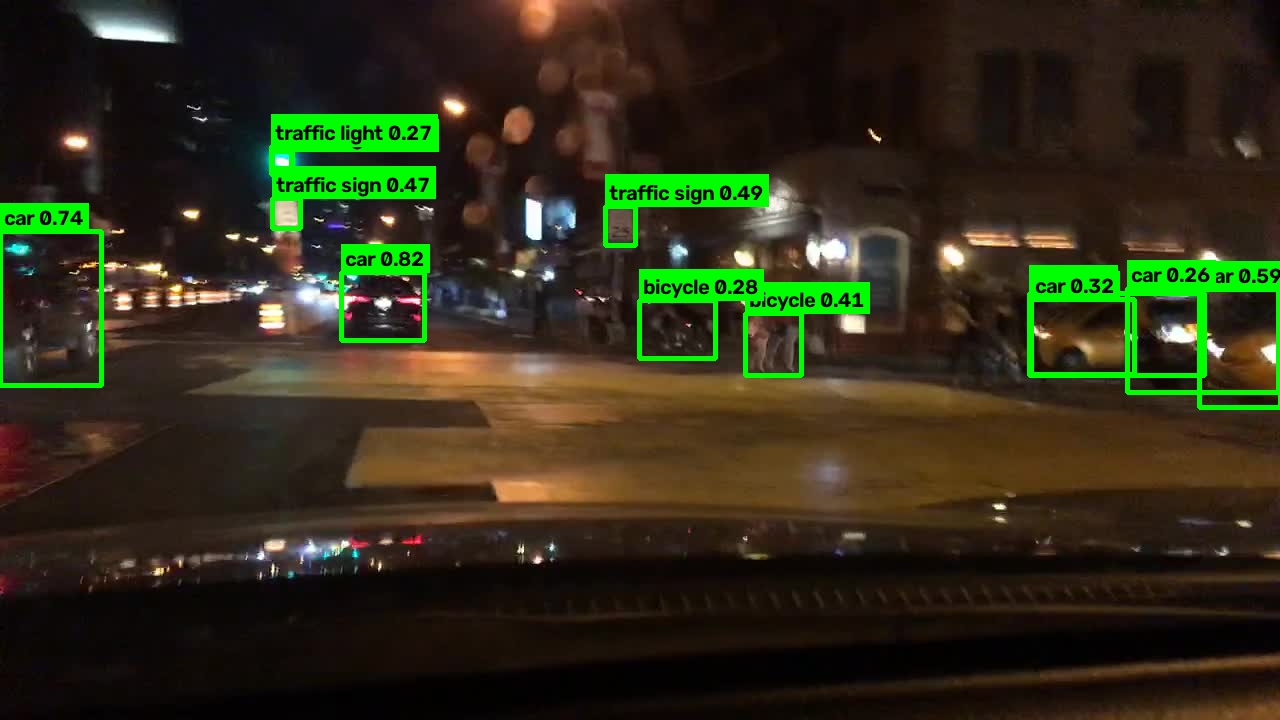 traffic light 0.27
traffic sign 0.47
traffic sign 0.49
car 0.74
car 0.82
bicycle 0.28
bicycle 0.41
car 0.32
car 0.26
ar 0.59
25